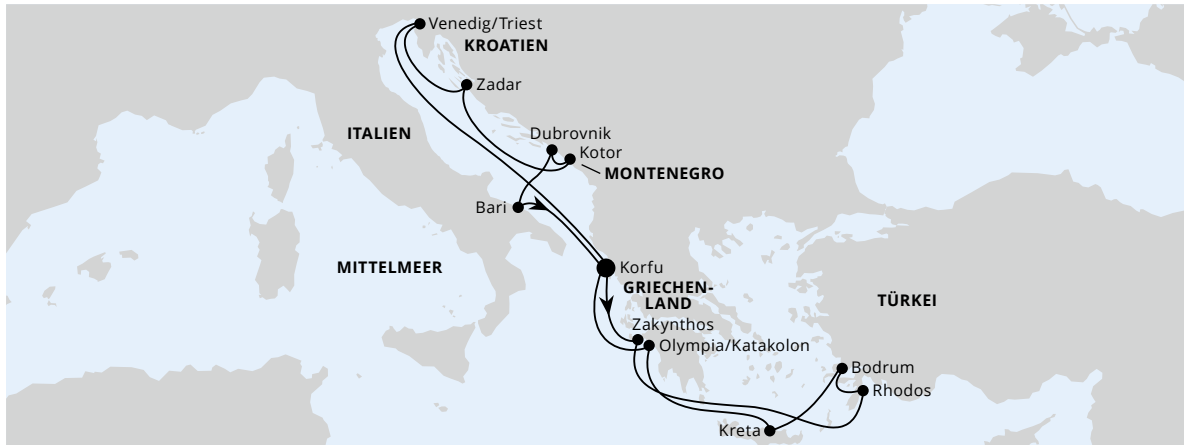 Venedig/Triest
KROATIEN
Zadar
ITALIEN
Dubrovnik
Kotor
MONTENEGRO
Bari
MITTELMEER
Korfu
GRIECHEN-
LAND
TÜRKEI
Zakynthos
Olympia/Katakolon
Bodrum
Rhodos
Kreta